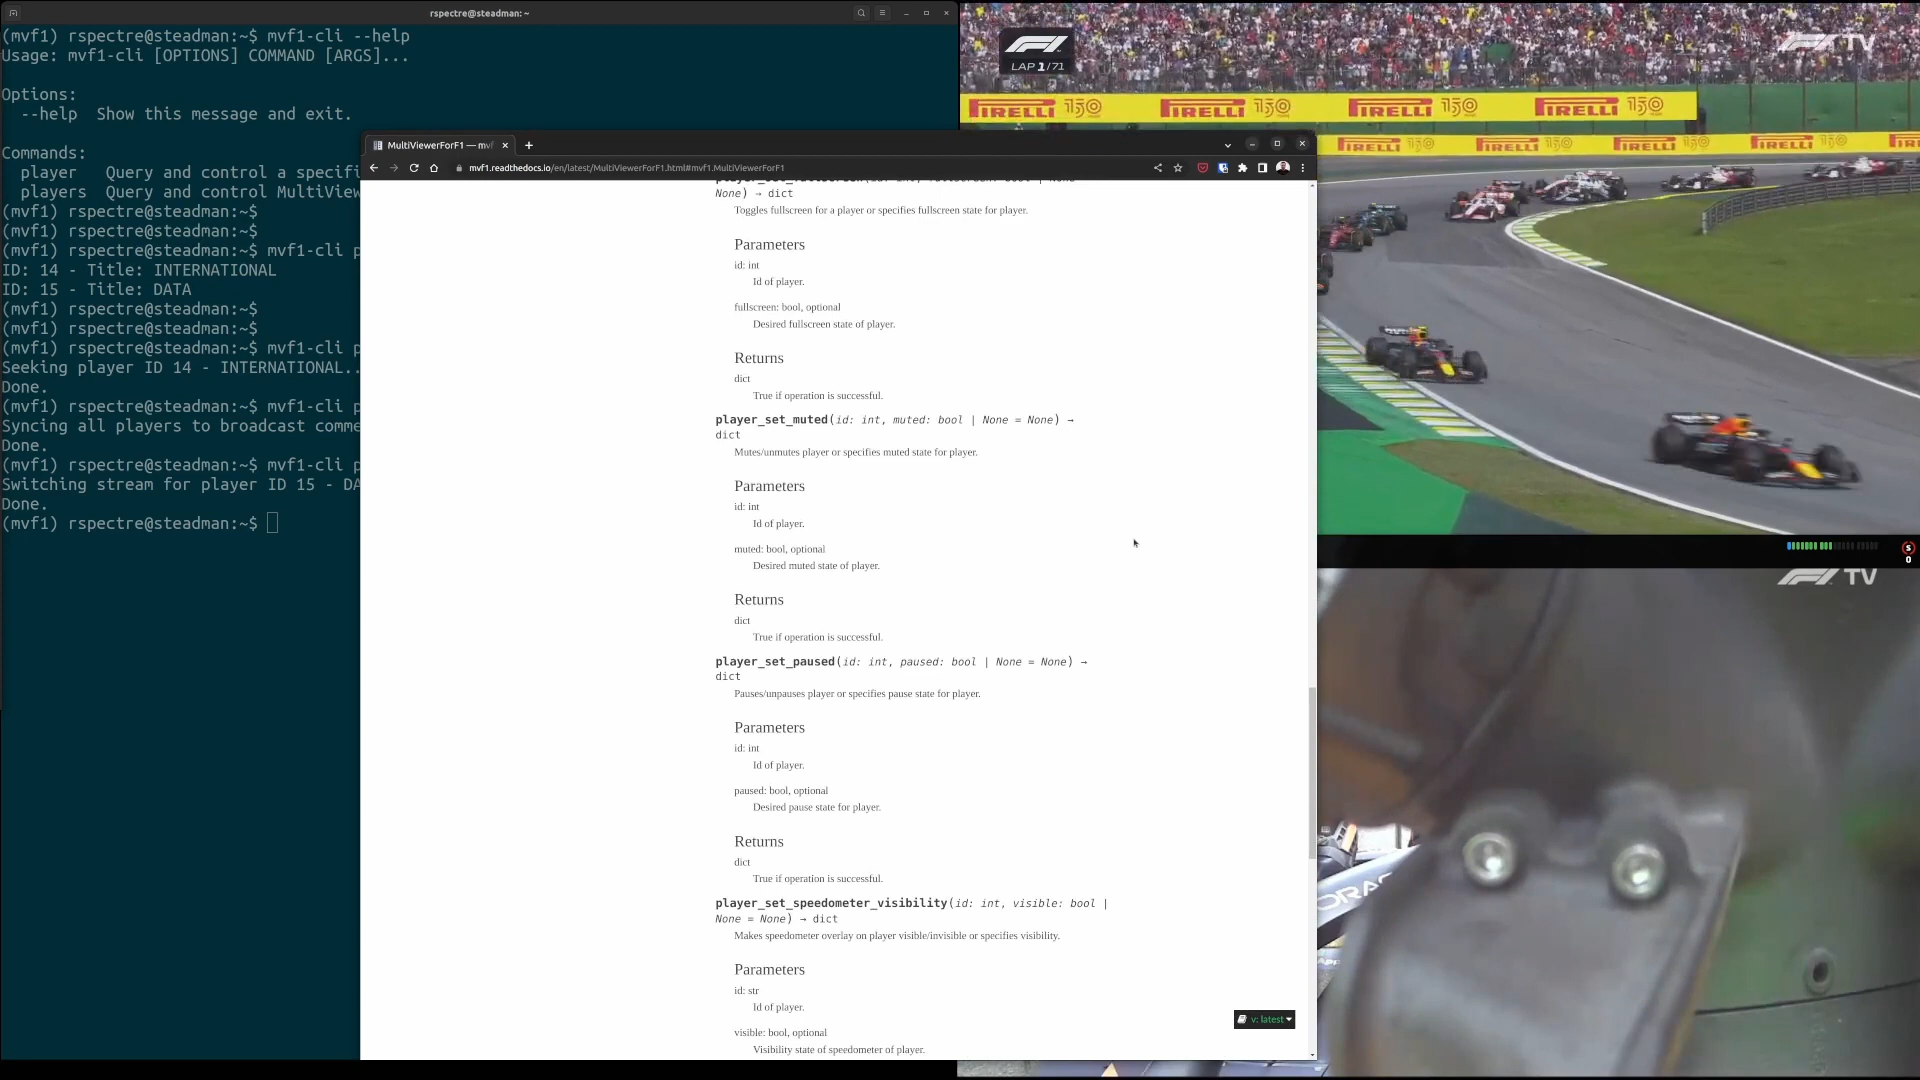 rspectre@steadman: ~
(mvf1) rspectre@steadman:~$ mvf1-cli --help
Usage: mvf1-cli [OPTIONS] COMMAND [ARGS]...
Options:
--help  Show this message and exit.
Commands:
player   Query and control a specifi
players  Query and control MultiView
(mvf1) rspectre@steadman:~$
(mvf1) rspectre@steadman:~$
(mvf1) rspectre@steadman:~$ mvf1-cli p
ID: 14 - Title: INTERNATIONAL
ID: 15 - Title: DATA
(mvf1) rspectre@steadman:~$
(mvf1) rspectre@steadman:~$
(mvf1) rspectre@steadman:~$ mvf1-cli p
Seeking player ID 14 - INTERNATIONAL..
Done.
(mvf1) rspectre@steadman:~$ mvf1-cli p
Syncing all players to broadcast comme
Done.
(mvf1) rspectre@steadman:~$ mvf1-cli p
Switching stream for player ID 15 - DA
Done.
(mvf1) rspectre@steadman:~$
MultiViewerForF1 — mvf
mvf1.readthedocs.io/en/latest/MultiViewerForF1.html#mvf1.MultiViewerForF1
None) → dict
Toggles fullscreen for a player or specifies fullscreen state for player.
Parameters
id: int
Id of player.
fullscreen: bool, optional
Desired fullscreen state of player.
Returns
dict
True if operation is successful.
player_set_muted(id: int, muted: bool | None = None) →
dict
Mutes/unmutes player or specifies muted state for player.
Parameters
id: int
Id of player.
muted: bool, optional
Desired muted state of player.
Returns
dict
True if operation is successful.
player_set_paused(id: int, paused: bool | None = None) →
dict
Pauses/unpauses player or specifies pause state for player.
Parameters
id: int
Id of player.
paused: bool, optional
Desired pause state for player.
Returns
dict
True if operation is successful.
player_set_speedometer_visibility(id: int, visible: bool |
None = None) → dict
Makes speedometer overlay on player visible/invisible or specifies visibility.
Parameters
id: str
Id of player.
visible: bool, optional
Visibility state of speedometer of player.
v: latest
F1
LAP 1/71
F1 TV
PIRELLI 150 PIRELLI 150 PIRELLI 150 PIRELLI 150
PIRELLI 150 PIRELLI 150 PIRELLI 150
S
0
F1 TV
ORAC